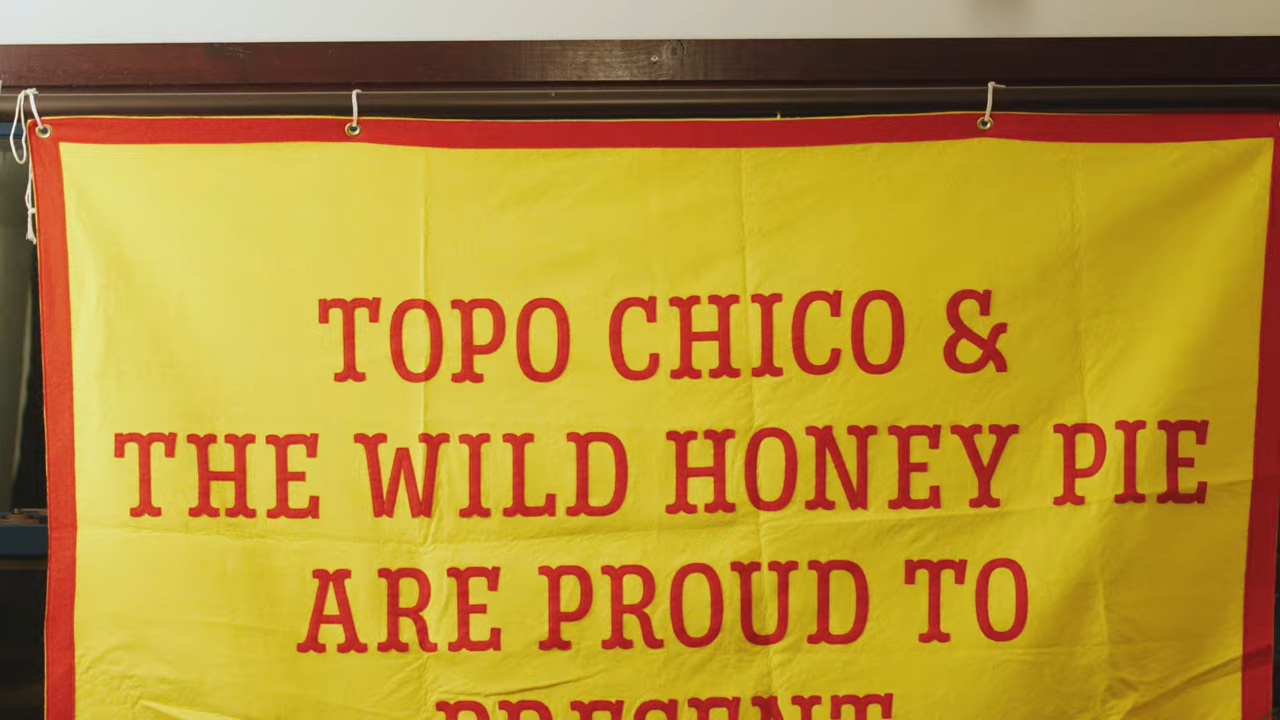 TOPO CHICO &
THE WILD HONEY PIE
ARE PROUD TO
PRESENT